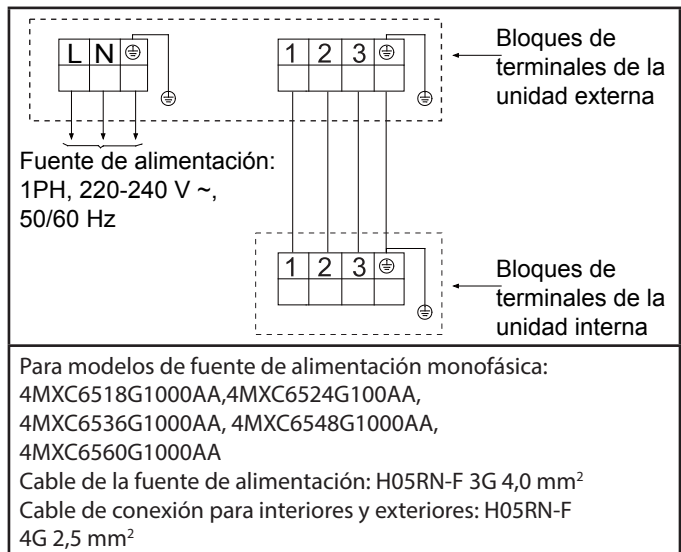 L N ⏚
1 2 3 ⏚
Bloques de
terminales de la
unidad externa
Fuente de alimentación:
1PH, 220-240 V ~,
50/60 Hz
1 2 3 ⏚
Bloques de
terminales de la
unidad interna
Para modelos de fuente de alimentación monofásica:
4MXC6518G1000AA,4MXC6524G100AA,
4MXC6536G1000AA, 4MXC6548G1000AA,
4MXC6560G1000AA
Cable de la fuente de alimentación: H05RN-F 3G 4,0 mm²
Cable de conexión para interiores y exteriores: H05RN-F
4G 2,5 mm²